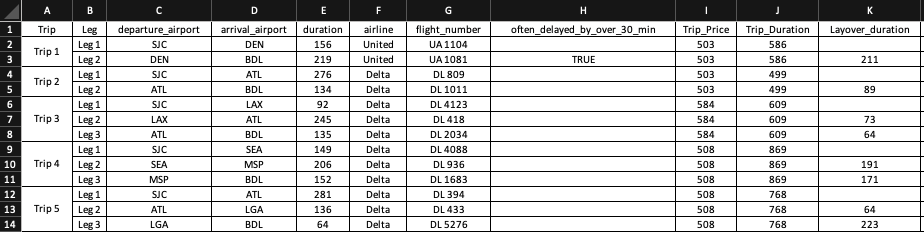 A B C D E F G H I J K
1 Trip Leg departure_airport arrival_airport duration airline flight_number often_delayed_by_over_30_min Trip_Price Trip_Duration Layover_duration
2 Trip 1 Leg 1 SJC DEN 156 United UA 1104 503 586
3 Leg 2 DEN BDL 219 United UA 1081 TRUE 503 586 211
4 Trip 2 Leg 1 SJC ATL 276 Delta DL 809 503 499
5 Leg 2 ATL BDL 134 Delta DL 1011 503 499 89
6 Trip 3 Leg 1 SJC LAX 92 Delta DL 4123 584 609
7 Leg 2 LAX ATL 245 Delta DL 418 584 609 73
8 Leg 3 ATL BDL 135 Delta DL 2034 584 609 64
9 Trip 4 Leg 1 SJC SEA 149 Delta DL 4088 508 869
10 Leg 2 SEA MSP 206 Delta DL 936 508 869 191
11 Leg 3 MSP BDL 152 Delta DL 1683 508 869 171
12 Trip 5 Leg 1 SJC ATL 281 Delta DL 394 508 768
13 Leg 2 ATL LGA 136 Delta DL 433 508 768 64
14 Leg 3 LGA BDL 64 Delta DL 5276 508 768 223